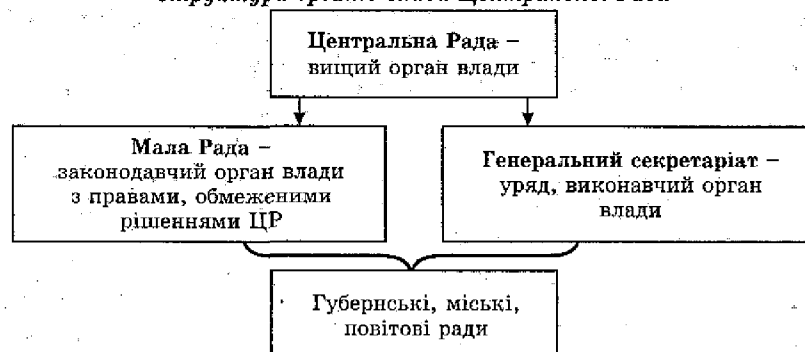 Центральна Рада –
вищий орган влади
Мала Рада –
законодавчий орган влади
з правами, обмеженими
рішеннями ЦР
Генеральний секретаріат –
уряд, виконавчий орган
влади
Губернські, міські,
повітові ради